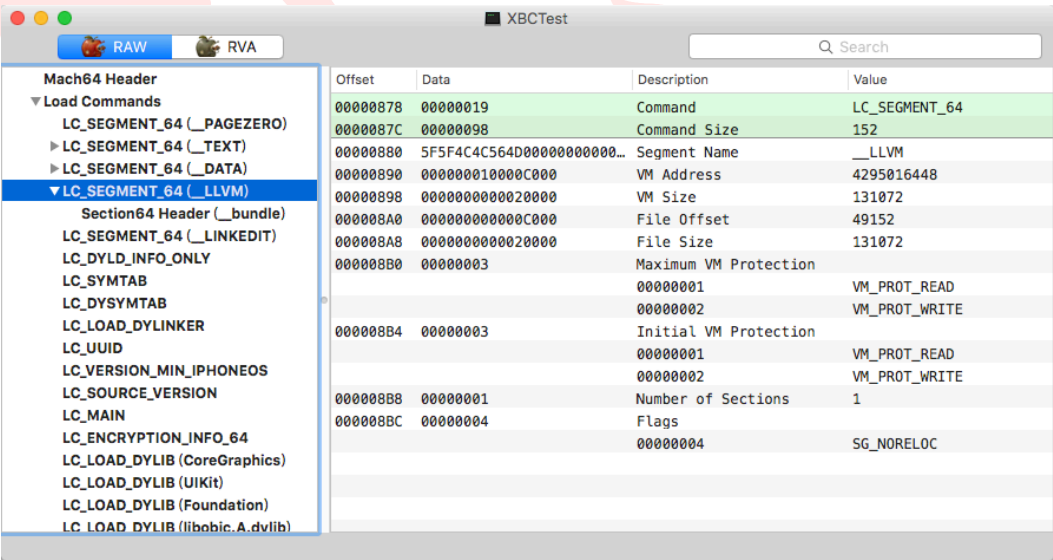 XBCTest
RAW RVA Search
Mach64 Header
Load Commands
LC_SEGMENT_64 (__PAGEZERO)
LC_SEGMENT_64 (__TEXT)
LC_SEGMENT_64 (__DATA)
LC_SEGMENT_64 (__LLVM)
Section64 Header (__bundle)
LC_SEGMENT_64 (__LINKEDIT)
LC_DYLD_INFO_ONLY
LC_SYMTAB
LC_DYSYMTAB
LC_LOAD_DYLINKER
LC_UUID
LC_VERSION_MIN_IPHONEOS
LC_SOURCE_VERSION
LC_MAIN
LC_ENCRYPTION_INFO_64
LC_LOAD_DYLIB (CoreGraphics)
LC_LOAD_DYLIB (UIKit)
LC_LOAD_DYLIB (Foundation)
LC_LOAD_DYLIB (libobjc.A.dylib)
Offset Data Description Value
00000878 00000019 Command LC_SEGMENT_64
0000087C 00000098 Command Size 152
00000880 5F5F4C4C564D00000000000… Segment Name __LLVM
00000890 000000010000C000 VM Address 4295016448
00000898 0000000000020000 VM Size 131072
000008A0 000000000000C000 File Offset 49152
000008A8 0000000000020000 File Size 131072
000008B0 00000003 Maximum VM Protection
00000001 VM_PROT_READ
00000002 VM_PROT_WRITE
000008B4 00000003 Initial VM Protection
00000001 VM_PROT_READ
00000002 VM_PROT_WRITE
000008B8 00000001 Number of Sections 1
000008BC 00000004 Flags
00000004 SG_NORELOC